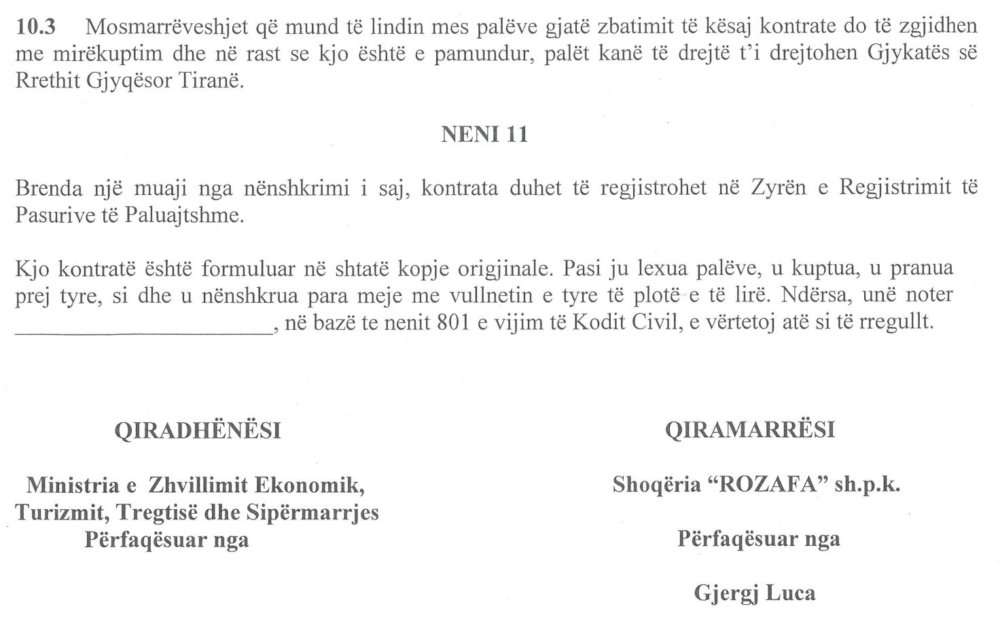 10.3 Mosmarrëveshjet që mund të lindin mes palëve gjatë zbatimit të kësaj kontrate do të zgjidhen
me mirëkuptim dhe në rast se kjo është e pamundur, palët kanë të drejtë t’i drejtohen Gjykatës së
Rrethit Gjyqësor Tiranë.
NENI 11
Brenda një muaji nga nënshkrimi i saj, kontrata duhet të regjistrohet në Zyrën e Regjistrimit të
Pasurive të Paluajtshme.
Kjo kontratë është formuluar në shtatë kopje origjinale. Pasi ju lexua palëve, u kuptua, u pranua
prej tyre, si dhe u nënshkrua para meje me vullnetin e tyre të plotë e të lirë. Ndërsa, unë noter
______________________, në bazë te nenit 801 e vijim të Kodit Civil, e vërtetoj atë si të rregullt.
QIRADHËNËSI
Ministria e Zhvillimit Ekonomik,
Turizmit, Tregtisë dhe Sipërmarrjes
Përfaqësuar nga
QIRAMARRËSI
Shoqëria “ROZAFA” sh.p.k.
Përfaqësuar nga
Gjergj Luca